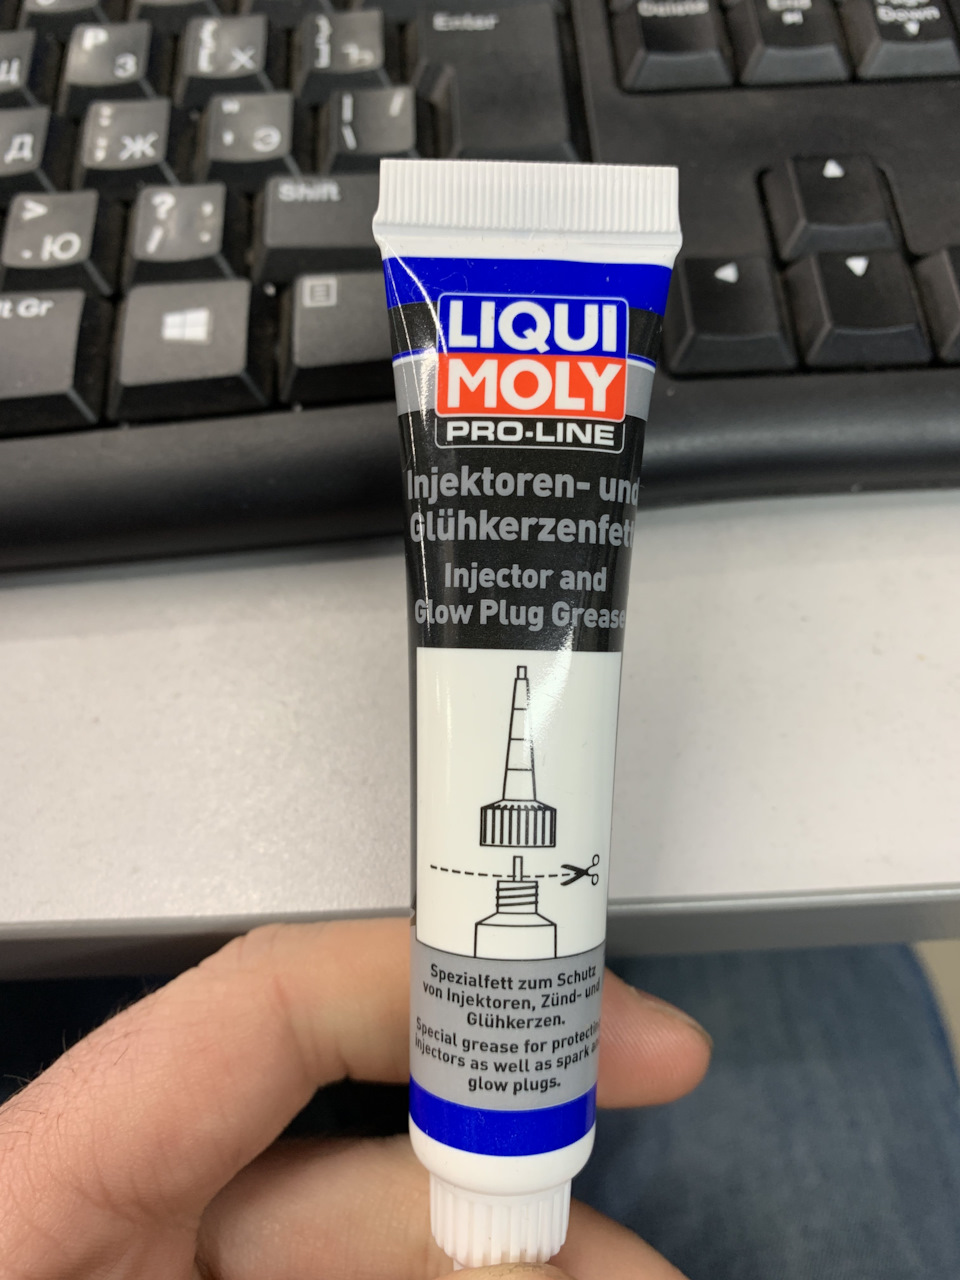 Enter
Delete
End
Page
Down
Р З
Х
Ъ
Д
Ж
Э
Shift
> . Ю
? /
Alt Gr
LIQUI
MOLY
PRO-LINE
Injektoren- und
Glühkerzenfett
Injector and
Glow Plug Grease
Spezialfett zum Schutz
von Injektoren, Zünd- und
Glühkerzen.
Special grease for protecting
injectors as well as spark and
glow plugs.